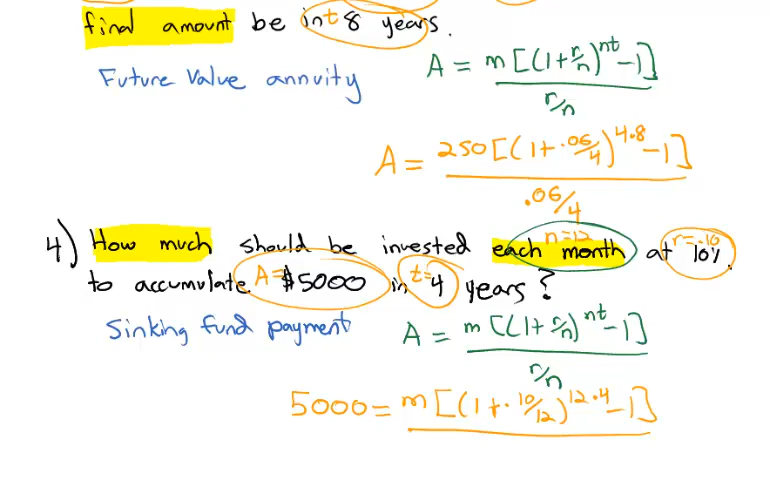 final amount be in t 8 years.
Future Value annuity A = m[(1+r/n)^nt -1]
r/n
A = 250[(1+.06/4)^4.8 -1]
.06/4
4) How much should be invested each month n=12 at r=.10 10%.
to accumulate A= $5000 in t= 4 years?
Sinking fund payment A = m[(1+r/n)^nt -1]
r/n
5000 = m[(1+.10/12)^12.4 -1]